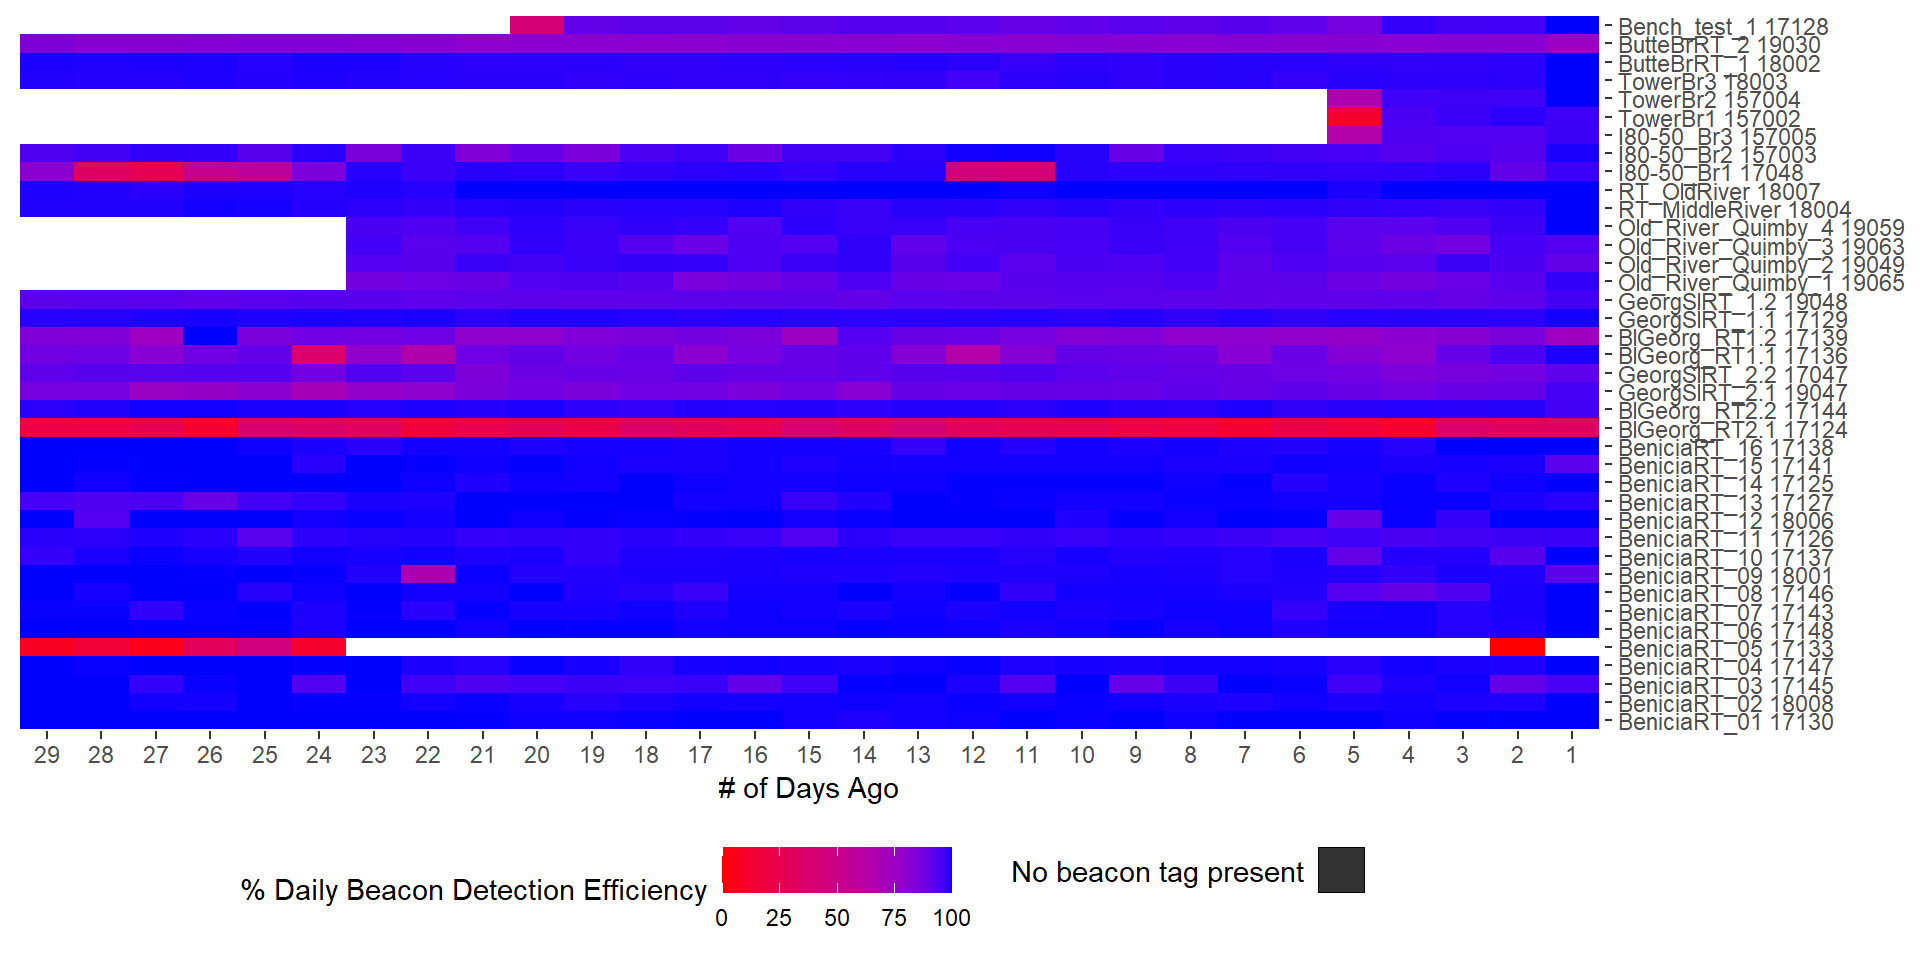 Bench_test_1 17128
ButteBrRT_2 19030
ButteBrRT_1 18002
TowerBr3 18003
TowerBr2 157004
TowerBr1 157002
I80-50_Br3 157005
I80-50_Br2 157003
I80-50_Br1 17048
RT_OldRiver 18007
RT_MiddleRiver 18004
Old_River_Quimby_4 19059
Old_River_Quimby_3 19063
Old_River_Quimby_2 19049
Old_River_Quimby_1 19065
GeorgSlRT_1.2 19048
GeorgSlRT_1.1 17129
BlGeorg_RT1.2 17139
BlGeorg_RT1.1 17136
GeorgSlRT_2.2 17047
GeorgSlRT_2.1 19047
BlGeorg_RT2.2 17144
BlGeorg_RT2.1 17124
BeniciaRT_16 17138
BeniciaRT_15 17141
BeniciaRT_14 17125
BeniciaRT_13 17127
BeniciaRT_12 18006
BeniciaRT_11 17126
BeniciaRT_10 17137
BeniciaRT_09 18001
BeniciaRT_08 17146
BeniciaRT_07 17143
BeniciaRT_06 17148
BeniciaRT_05 17133
BeniciaRT_04 17147
BeniciaRT_03 17145
BeniciaRT_02 18008
BeniciaRT_01 17130
29 28 27 26 25 24 23 22 21 20 19 18 17 16 15 14 13 12 11 10 9 8 7 6 5 4 3 2 1
# of Days Ago
% Daily Beacon Detection Efficiency
0 25 50 75 100
No beacon tag present